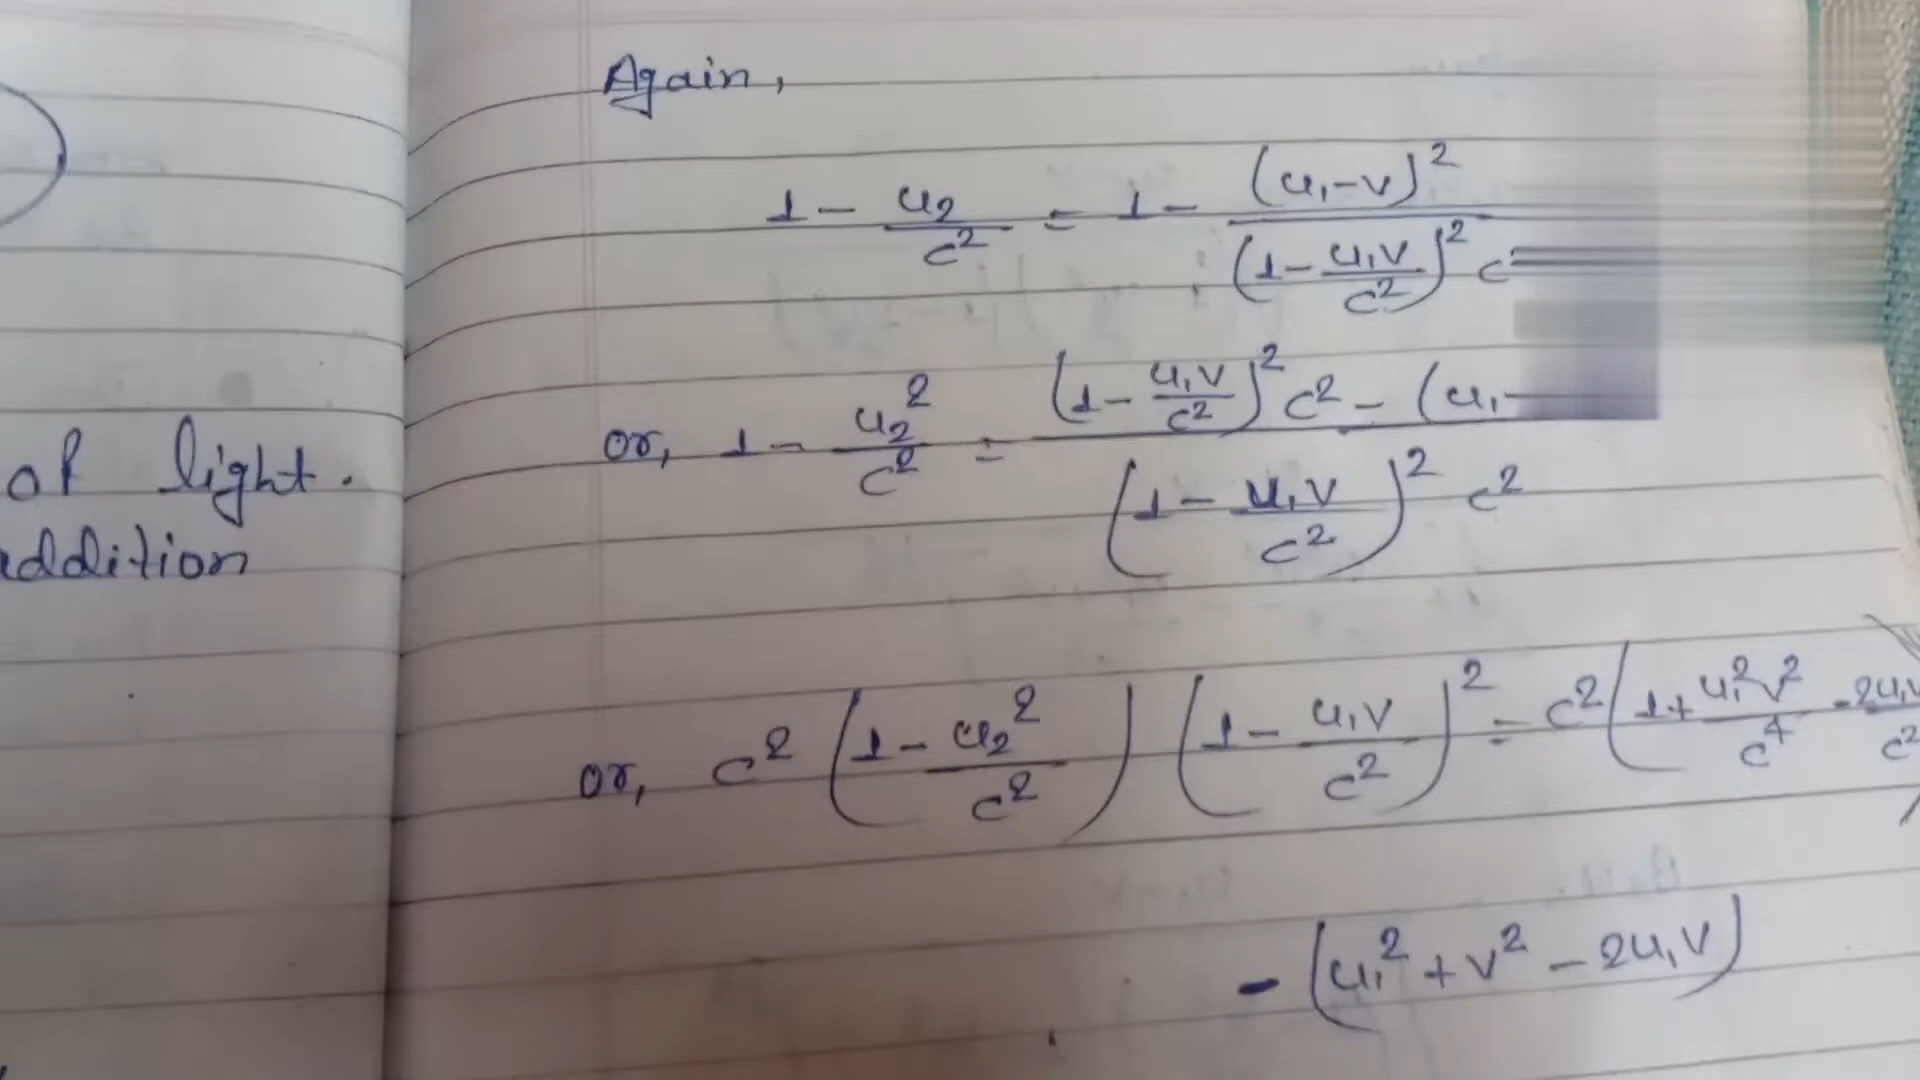 of light.
addition
Again,
1 - u₂/c² = 1 - (u₁-v)²/(1 - u₁v/c²)² c
or, 1 - u₂²/c² = (1 - u₁v/c²)² c² - (u₁- / (1 - u₁v/c²)² c²
or, c² (1 - u₂²/c²) (1 - u₁v/c²)² = c² (1 + u₁²v²/c⁴ - 2u₁v/c²)
- (u₁² + v² - 2u₁v)